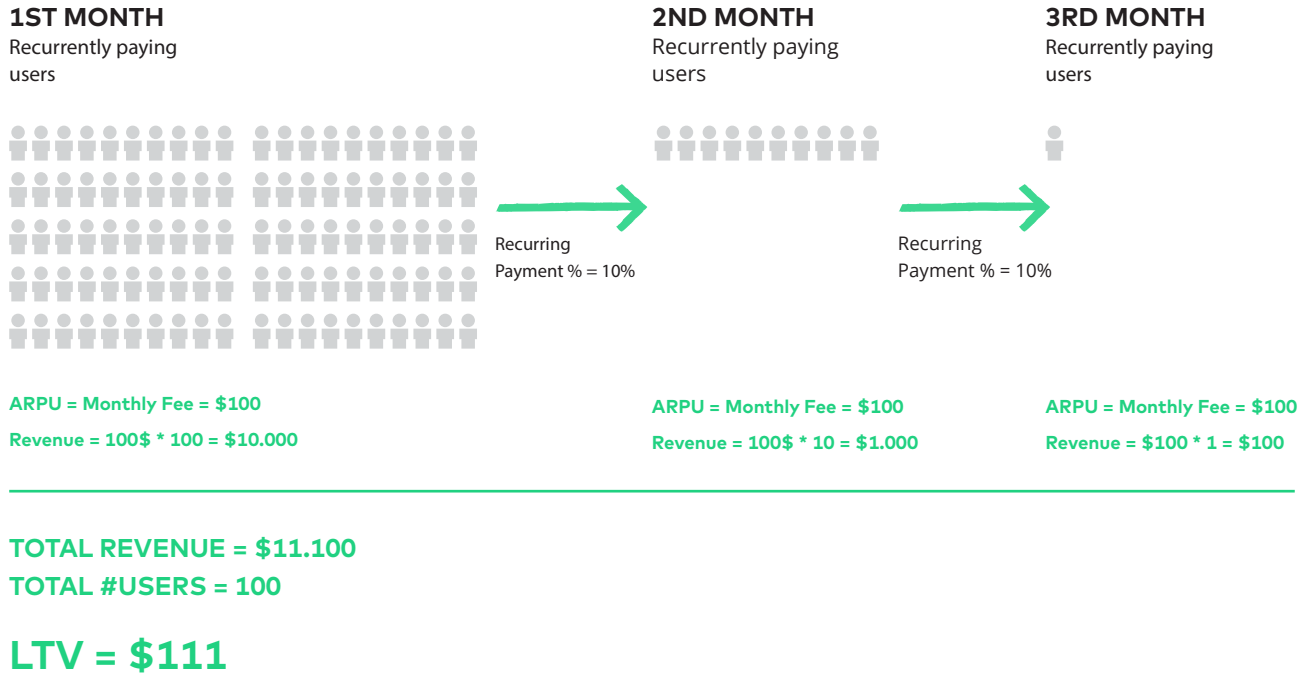 1ST MONTH
Recurrently paying
users
2ND MONTH
Recurrently paying
users
3RD MONTH
Recurrently paying
users
Recurring
Payment % = 10%
Recurring
Payment % = 10%
ARPU = Monthly Fee = $100
Revenue = 100$ * 100 = $10.000
ARPU = Monthly Fee = $100
Revenue = 100$ * 10 = $1.000
ARPU = Monthly Fee = $100
Revenue = $100 * 1 = $100
TOTAL REVENUE = $11.100
TOTAL #USERS = 100
LTV = $111